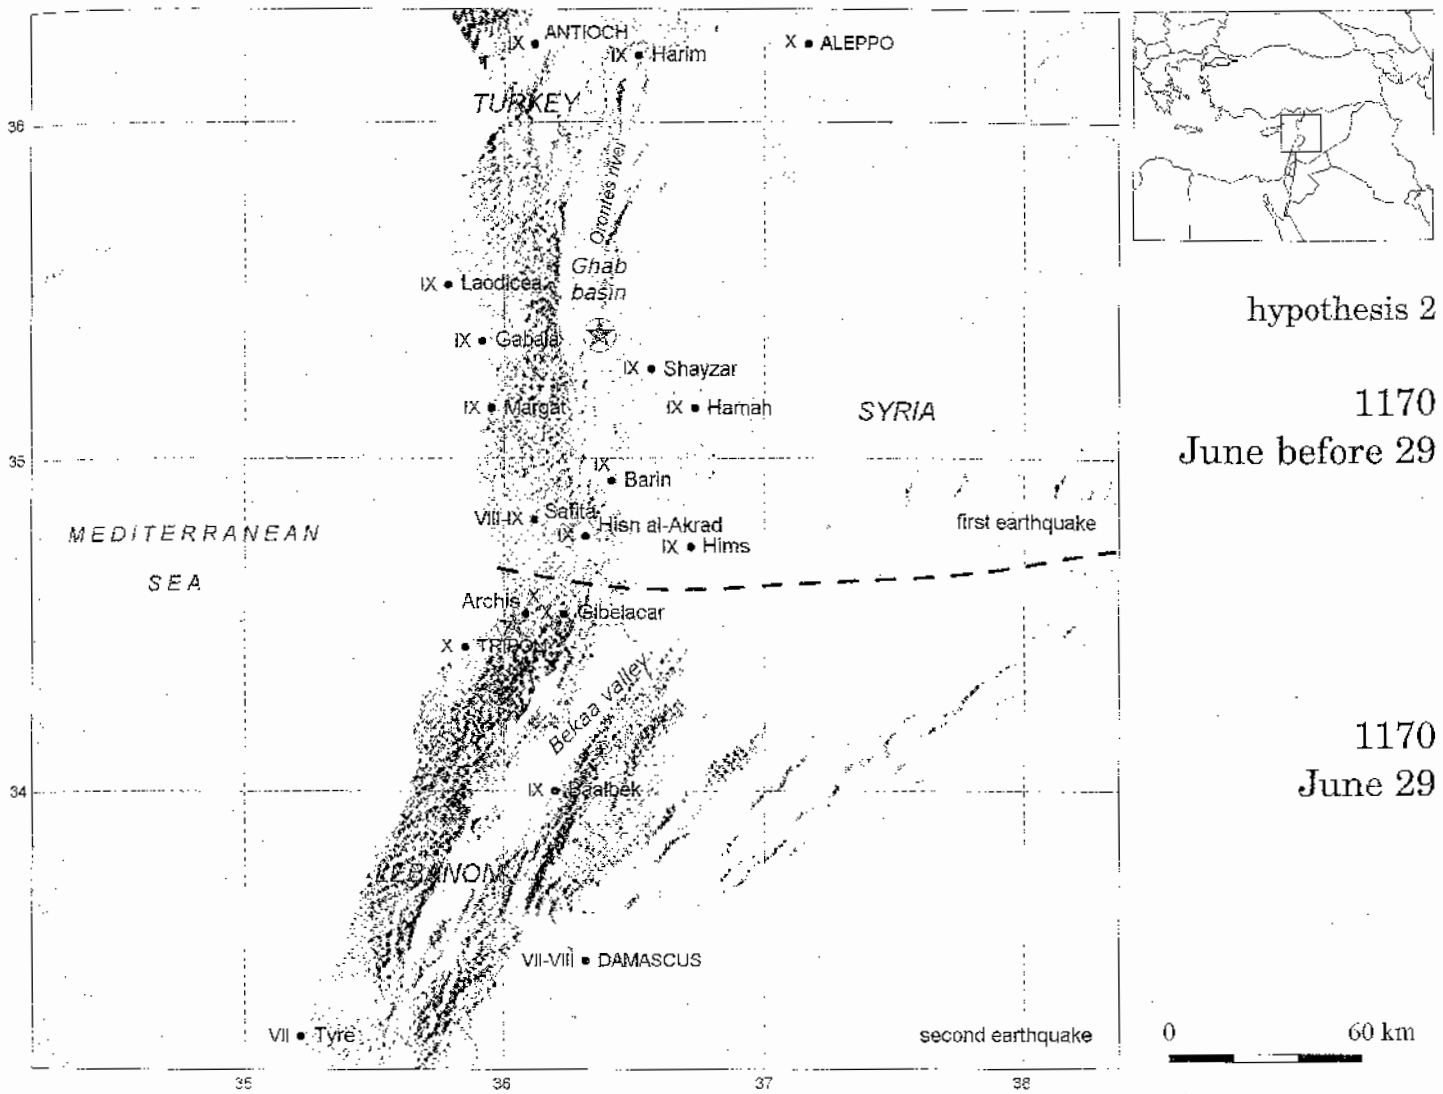 IX ANTIOCH
IX Harim
X ALEPPO
TURKEY
36
Orontes river
Ghab
basin
IX Laodicea
IX Gabala
IX Shayzar
IX Margat
IX Hamah
SYRIA
35
IX
Barin
VIII-IX Safita
IX Hisn al-Akrad
IX Hims
first earthquake
MEDITERRANEAN
SEA
Archis X
X Gibelacar
X TRIPOLI
Bekaa valley
34
IX Baalbek
LEBANON
VII-VIII DAMASCUS
VII Tyre
second earthquake
35 36 37 38
hypothesis 2
1170
June before 29
1170
June 29
0 60 km